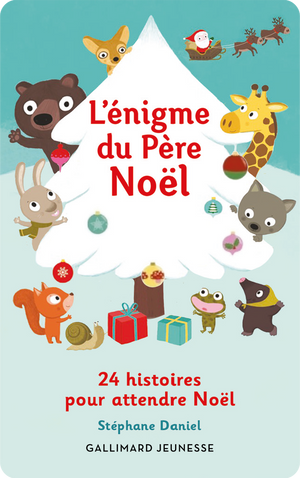 L'énigme
du Père
Noël
24 histoires
pour attendre Noël
Stéphane Daniel
GALLIMARD JEUNESSE